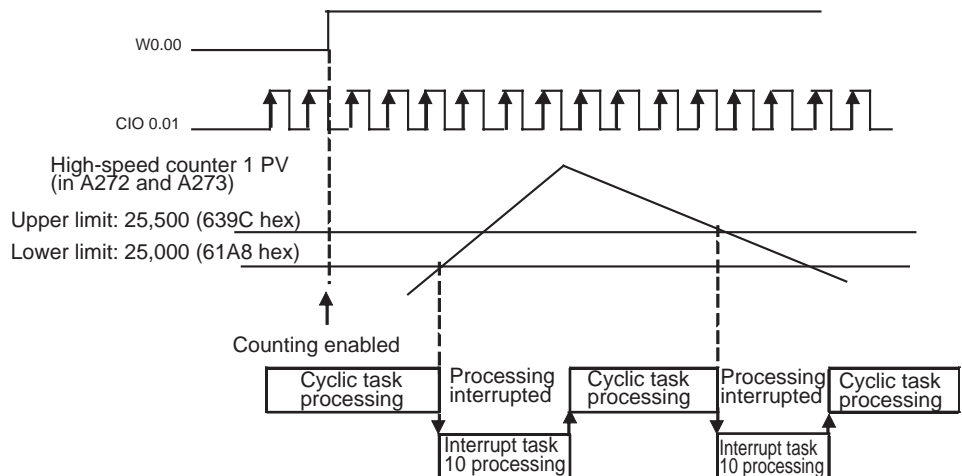 W0.00
CIO 0.01
High-speed counter 1 PV
(in A272 and A273)
Upper limit: 25,500 (639C hex)
Lower limit: 25,000 (61A8 hex)
Counting enabled
Cyclic task
processing
Processing
interrupted
Cyclic task
processing
Processing
interrupted
Cyclic task
processing
Interrupt task
10 processing
Interrupt task
10 processing